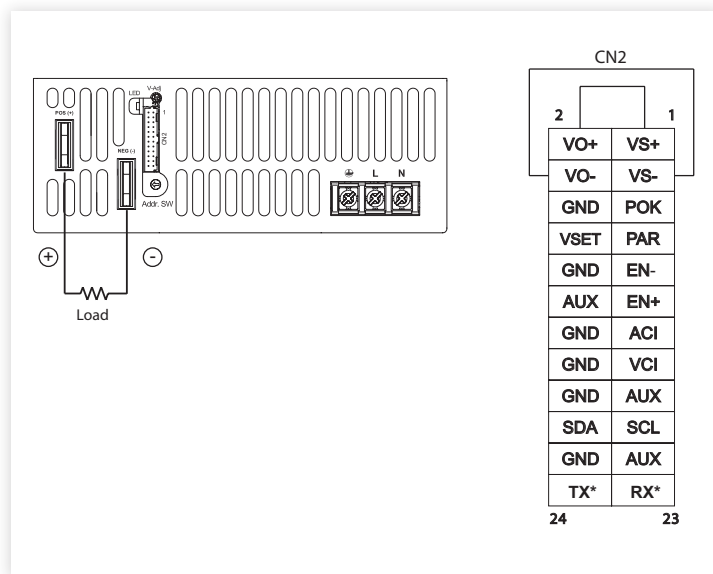 LED
V-Adj
1
POS (+)
CN2
NEG (-)
Addr. SW
L N
+ -
Load
CN2
2 1
VO+ VS+
VO- VS-
GND POK
VSET PAR
GND EN-
AUX EN+
GND ACI
GND VCI
GND AUX
SDA SCL
GND AUX
TX* RX*
24 23